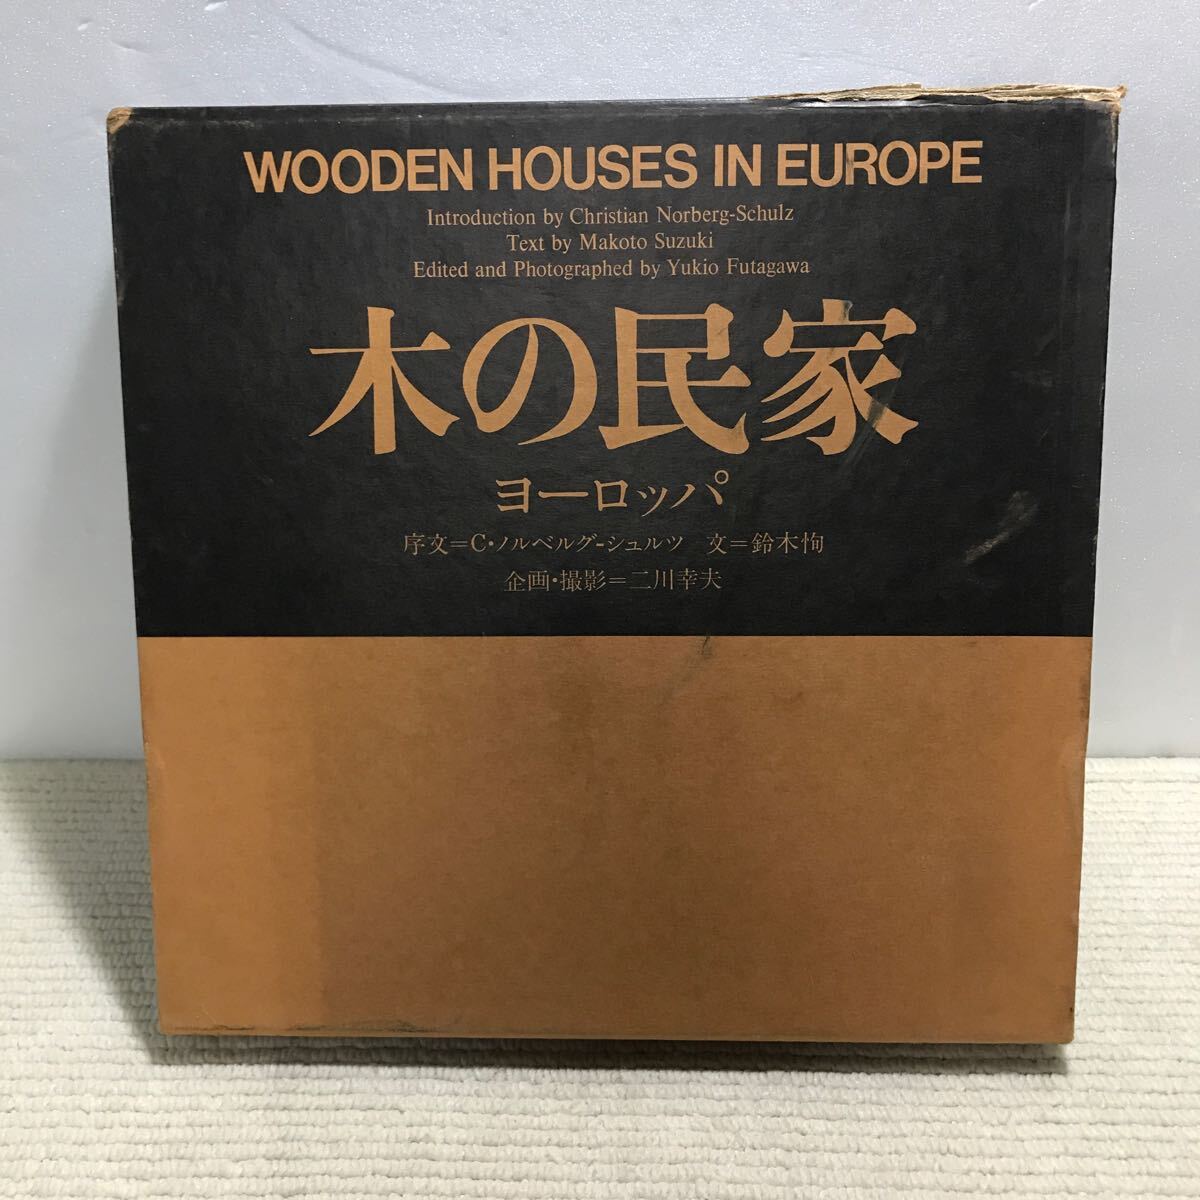 WOODEN HOUSES IN EUROPE
Introduction by Christian Norberg-Schulz
Text by Makoto Suzuki
Edited and Photographed by Yukio Futagawa
木の民家
ヨーロッパ
序文=C・ノルベルグ-シュルツ 文=鈴木恂
企画・撮影=二川幸夫